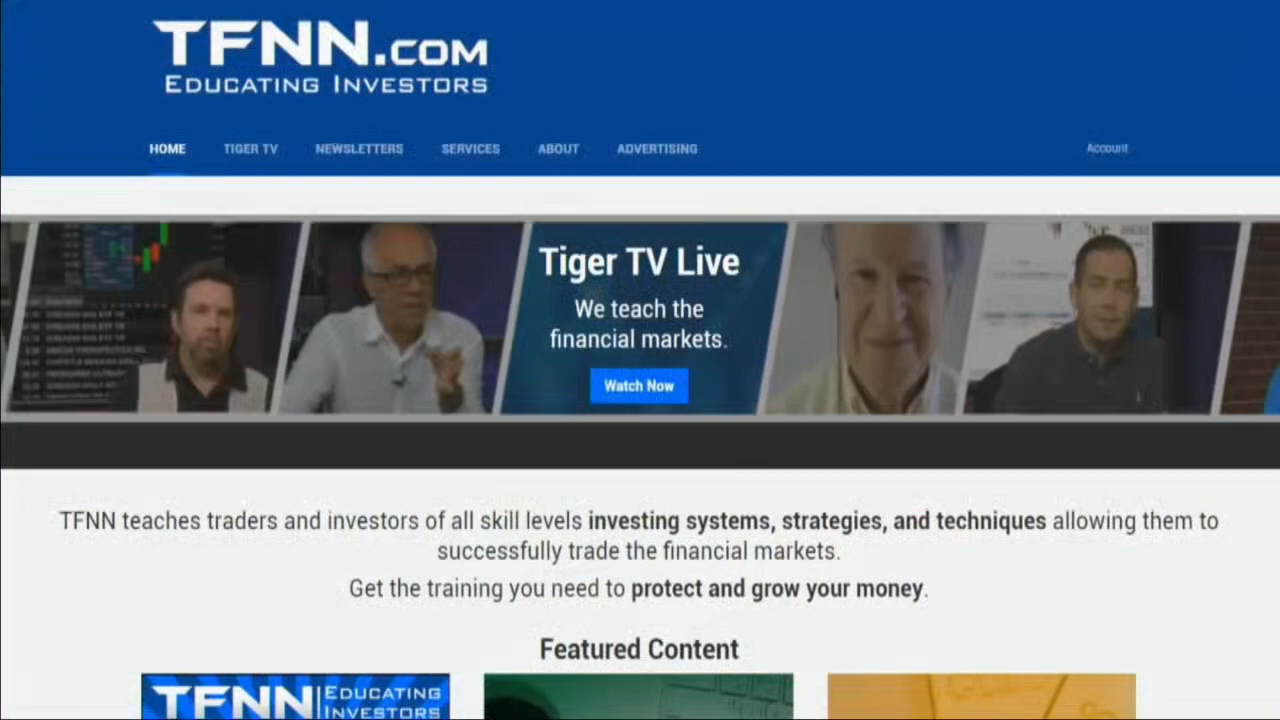 TFNN.COM
EDUCATING INVESTORS
HOME TIGER TV NEWSLETTERS SERVICES ABOUT ADVERTISING Account
Tiger TV Live
We teach the
financial markets.
Watch Now
TFNN teaches traders and investors of all skill levels investing systems, strategies, and techniques allowing them to
successfully trade the financial markets.
Get the training you need to protect and grow your money.
Featured Content
TFNN EDUCATING
INVESTORS